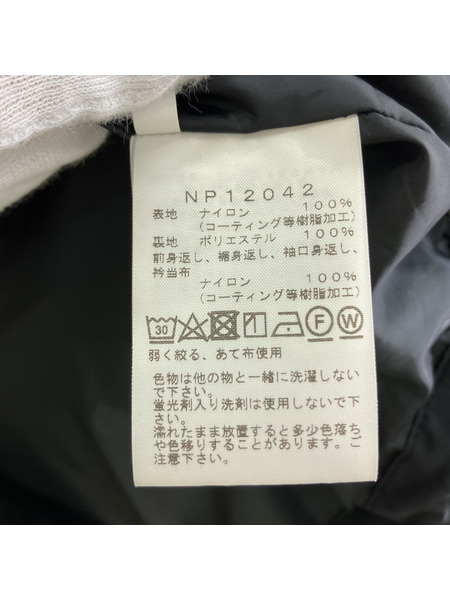 NP12042
表地 ナイロン 100%
(コーティング等樹脂加工)
裏地 ポリエステル 100%
前身返し、裾身返し、袖口身返し、
衿当布
ナイロン 100%
(コーティング等樹脂加工)
30 F W
弱く絞る、あて布使用
色物は他の物と一緒に洗濯しない
で下さい。
蛍光剤入り洗剤は使用しないで下
さい。
濡れたまま放置すると多少色落ち
や色移りすることがあります。ご
注意下さい。